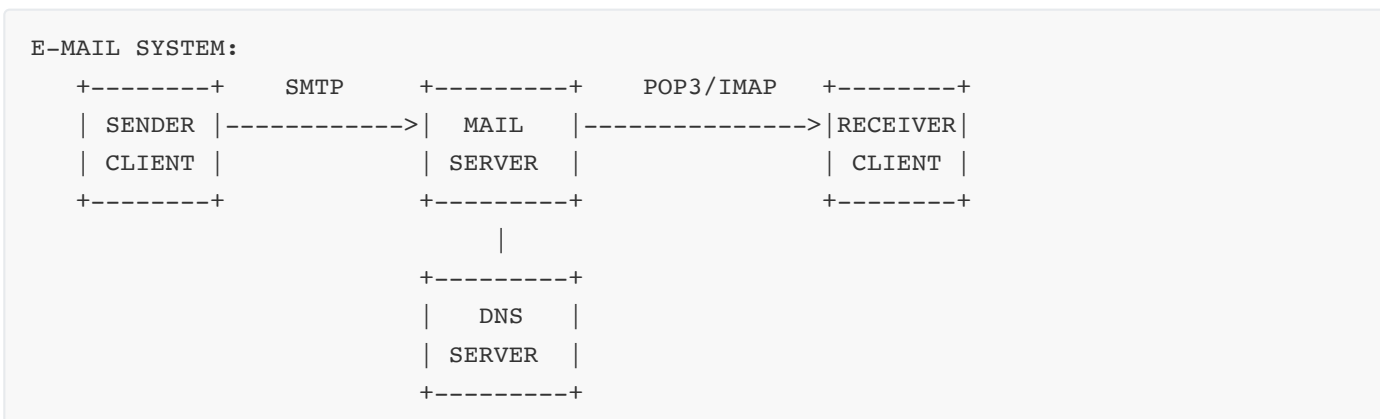 E-MAIL SYSTEM:
   +--------+    SMTP     +---------+    POP3/IMAP   +--------+
   | SENDER |------------>|  MAIL   |--------------->|RECEIVER|
   | CLIENT |             | SERVER  |                | CLIENT |
   +--------+             +---------+                +--------+
                               |
                          +---------+
                          |   DNS   |
                          | SERVER  |
                          +---------+